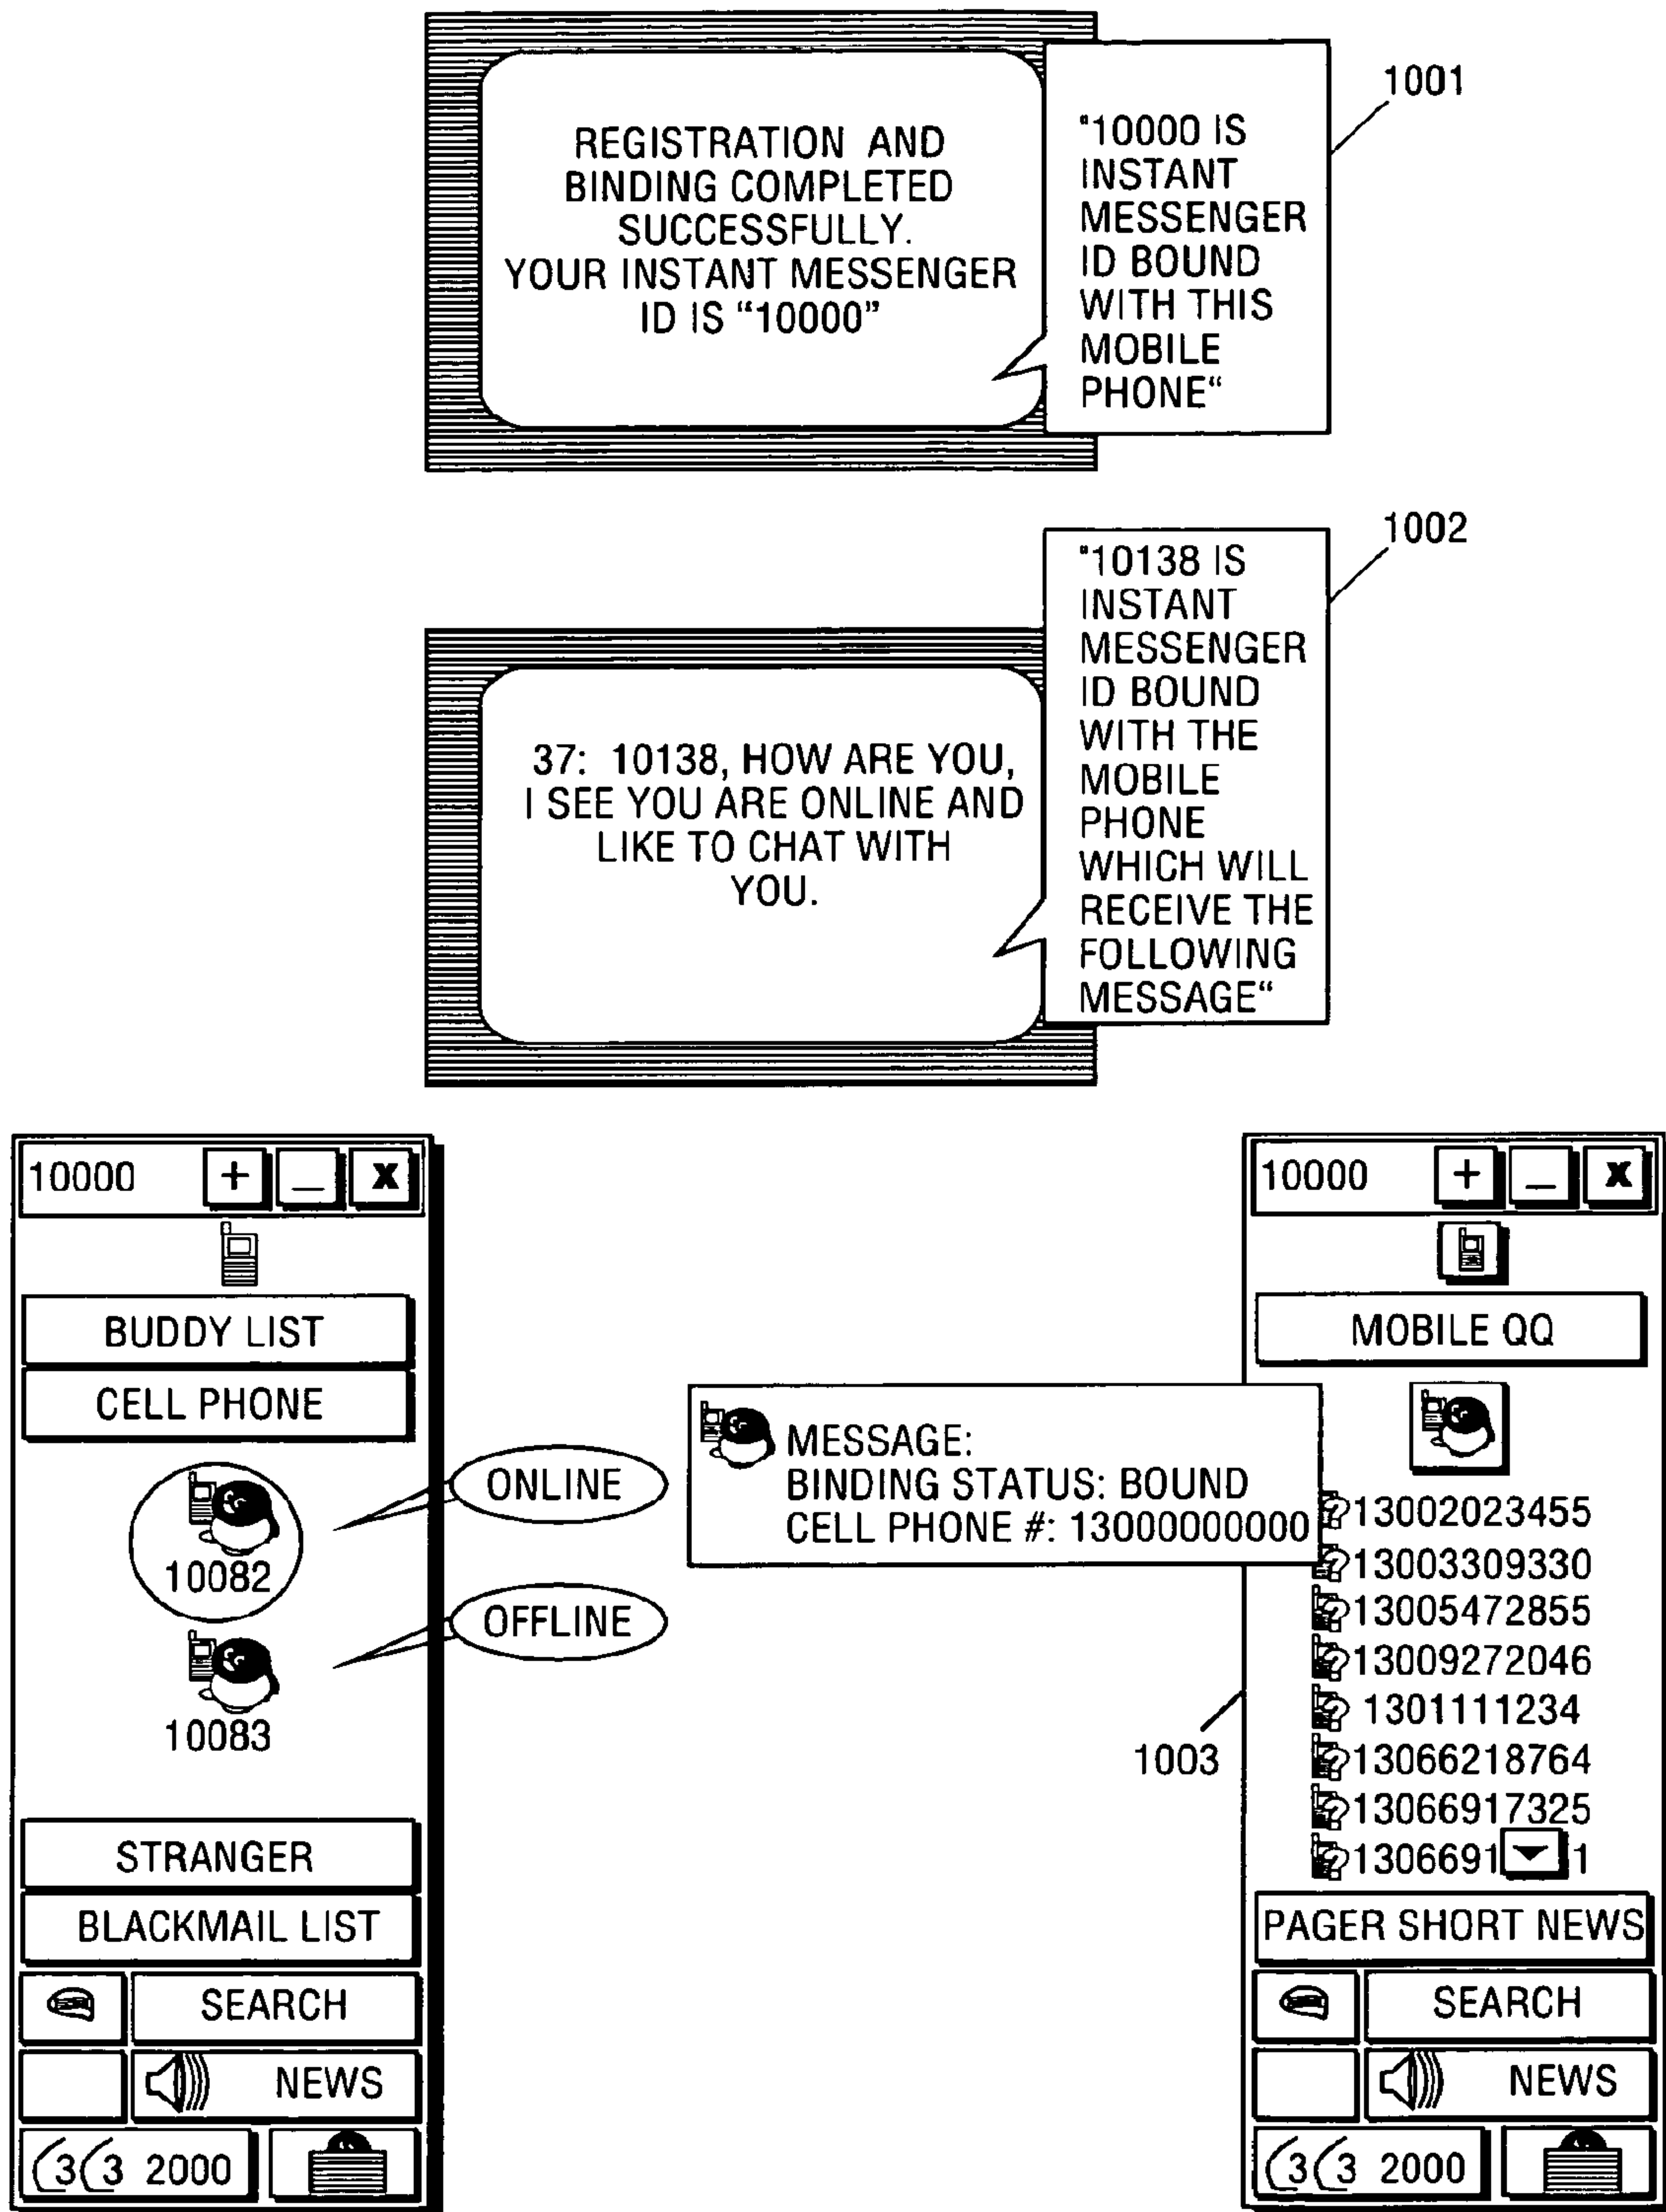 REGISTRATION AND
BINDING COMPLETED
SUCCESSFULLY.
YOUR INSTANT MESSENGER
ID IS “10000”
"10000 IS
INSTANT
MESSENGER
ID BOUND
WITH THIS
MOBILE
PHONE“
1001
37: 10138, HOW ARE YOU,
I SEE YOU ARE ONLINE AND
LIKE TO CHAT WITH
YOU.
"10138 IS
INSTANT
MESSENGER
ID BOUND
WITH THE
MOBILE
PHONE
WHICH WILL
RECEIVE THE
FOLLOWING
MESSAGE“
1002
10000 + _ X
BUDDY LIST
CELL PHONE
10082
ONLINE
10083
OFFLINE
STRANGER
BLACKMAIL LIST
SEARCH
NEWS
3 3 2000
MESSAGE:
BINDING STATUS: BOUND
CELL PHONE #: 13000000000
1003
10000 + _ X
MOBILE QQ
?13002023455
?13003309330
?13005472855
?13009272046
? 1301111234
?13066218764
?13066917325
?1306691 1
PAGER SHORT NEWS
SEARCH
NEWS
3 3 2000